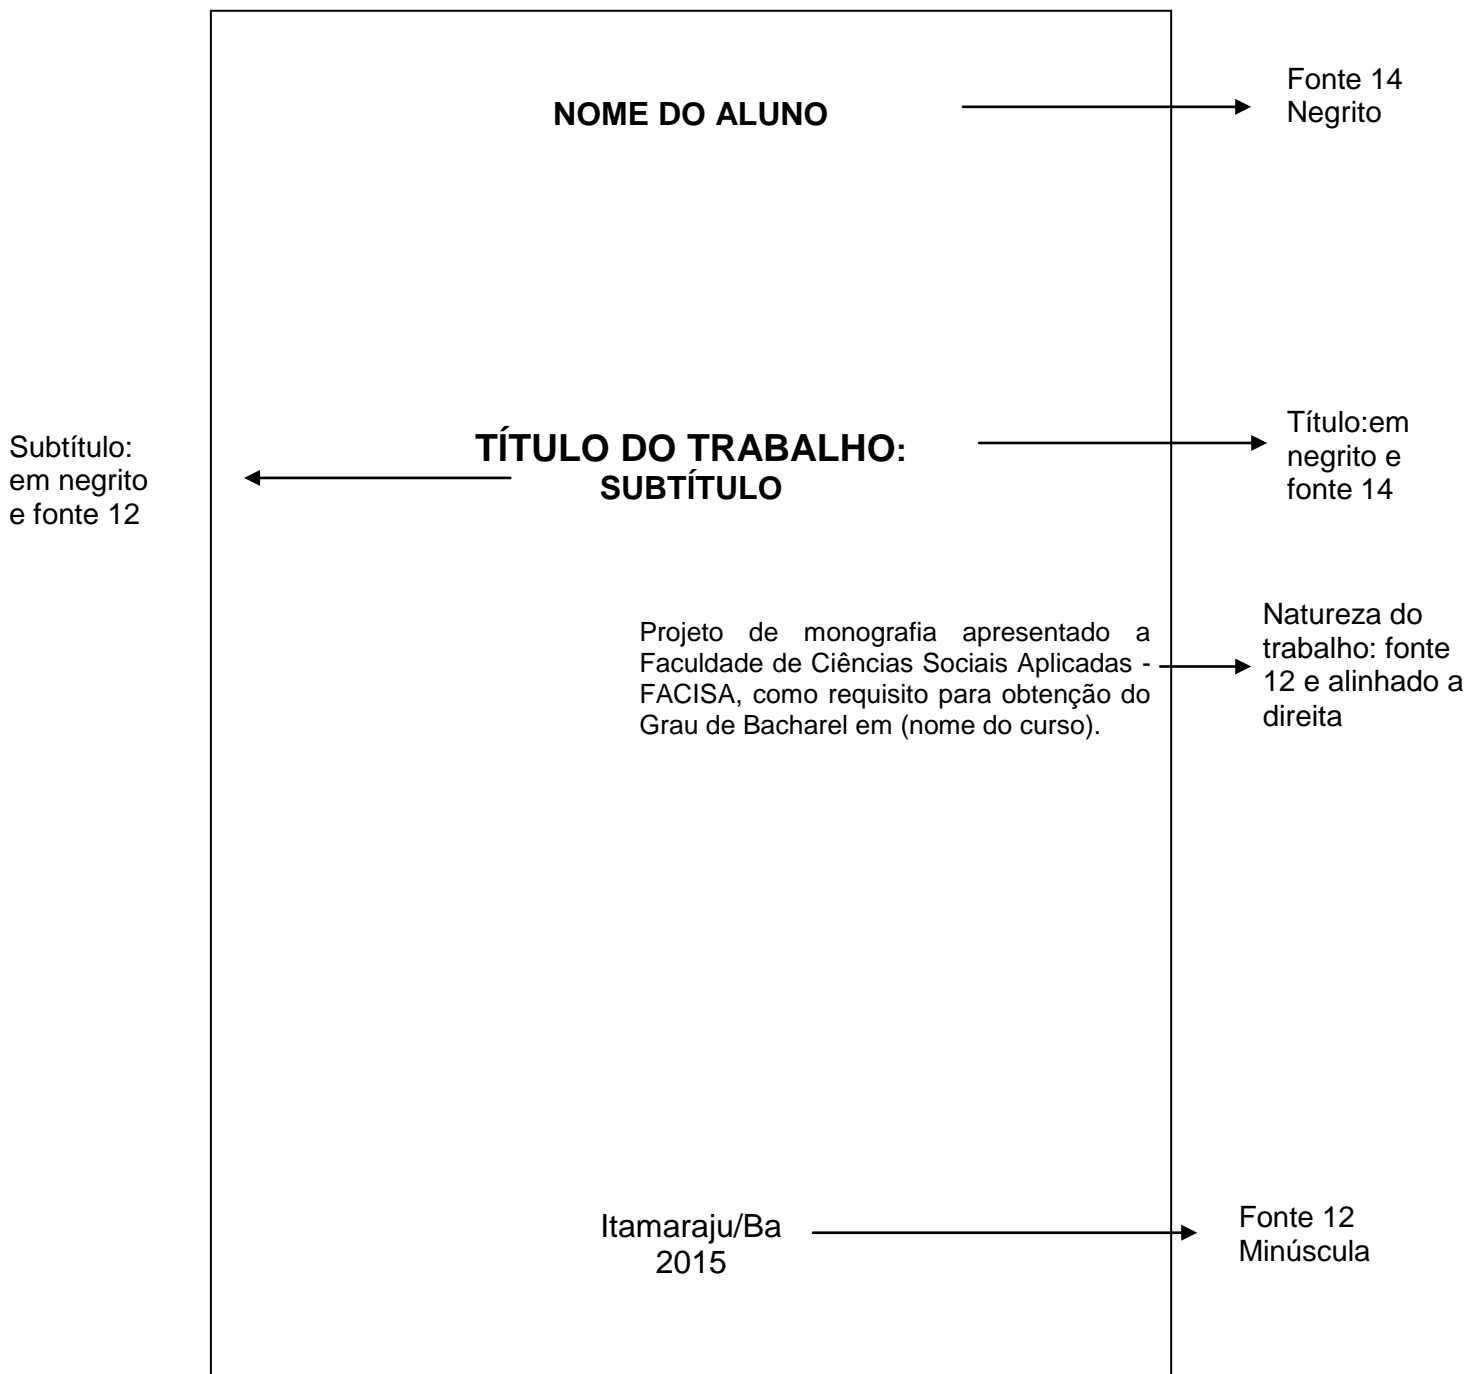 NOME DO ALUNO
Fonte 14
Negrito
Subtítulo:
em negrito
e fonte 12
TÍTULO DO TRABALHO:
SUBTÍTULO
Título:em
negrito e
fonte 14
Projeto de monografia apresentado a
Faculdade de Ciências Sociais Aplicadas -
FACISA, como requisito para obtenção do
Grau de Bacharel em (nome do curso).
Natureza do
trabalho: fonte
12 e alinhado a
direita
Itamaraju/Ba
2015
Fonte 12
Minúscula